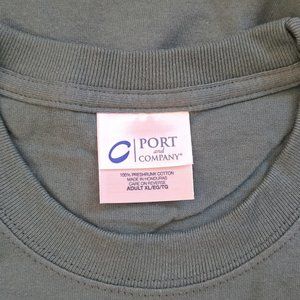 PORT
and
COMPANY®
100% PRESHRUNK COTTON
MADE IN HONDURAS
CARE ON REVERSE
ADULT XL/EG/TG